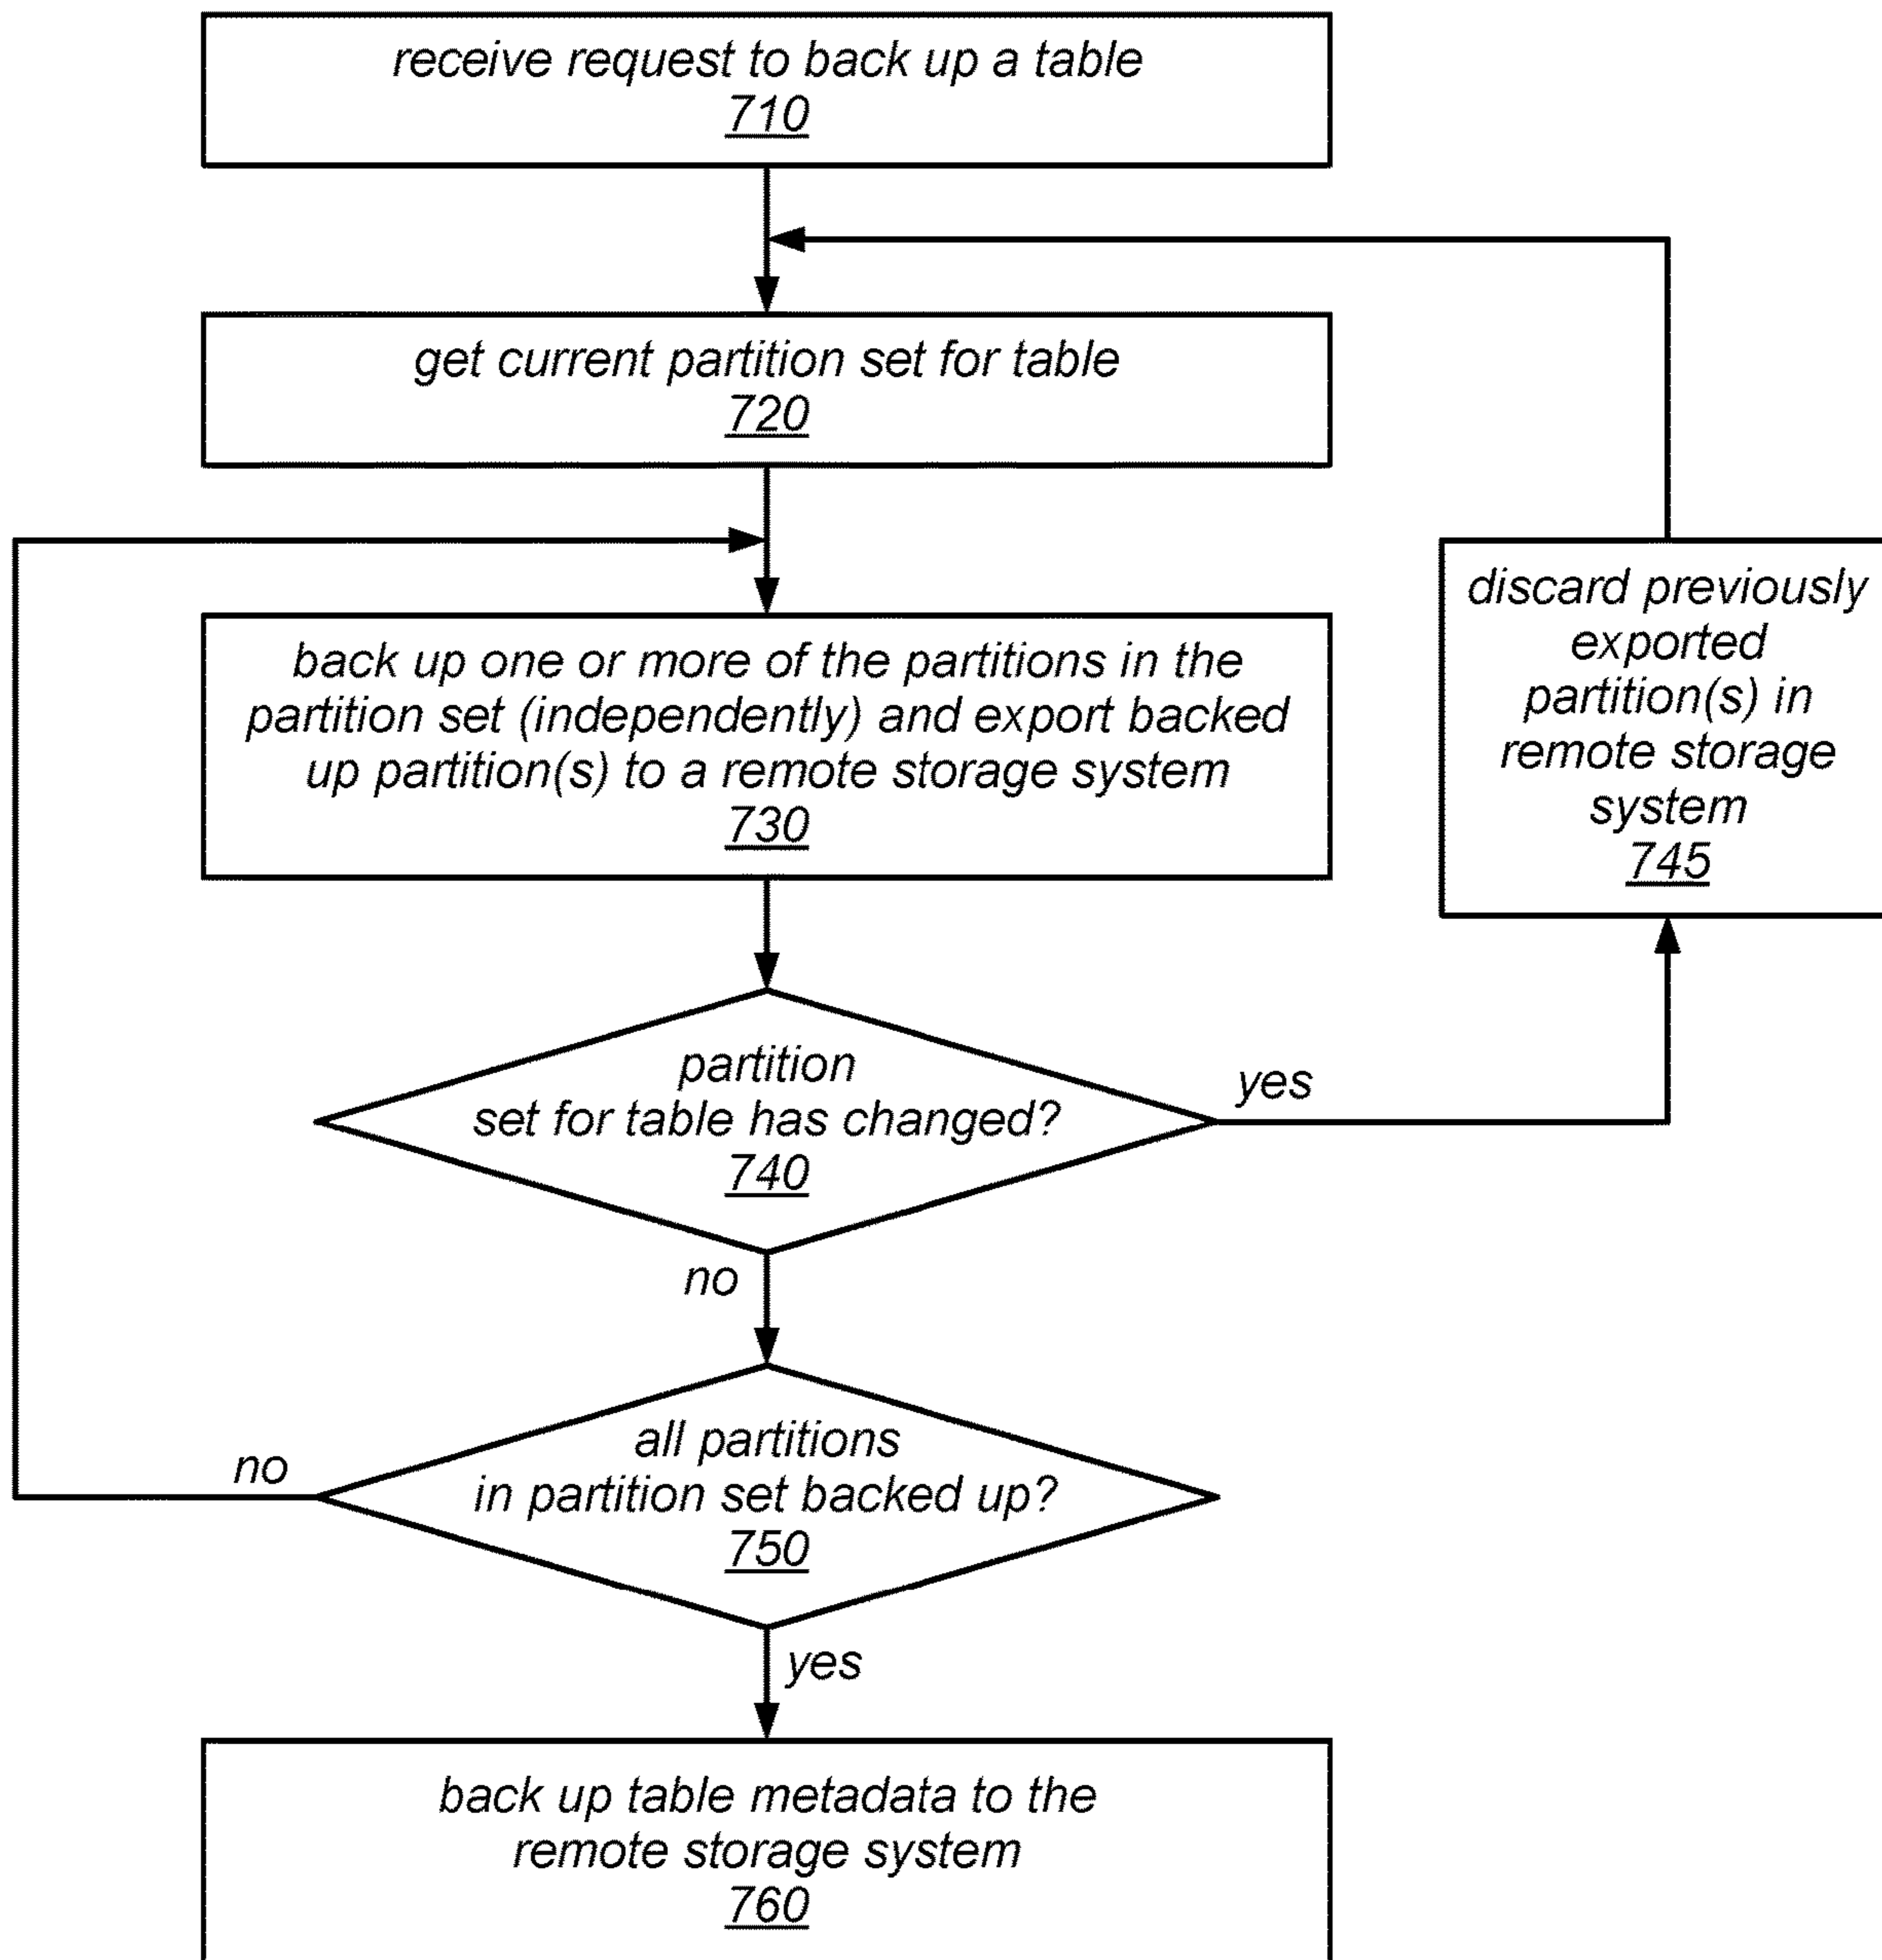 receive request to back up a table
710
get current partition set for table
720
back up one or more of the partitions in the
partition set (independently) and export backed
up partition(s) to a remote storage system
730
discard previously
exported
partition(s) in
remote storage
system
745
partition
set for table has changed?
740
yes
no
all partitions
in partition set backed up?
750
no
yes
back up table metadata to the
remote storage system
760